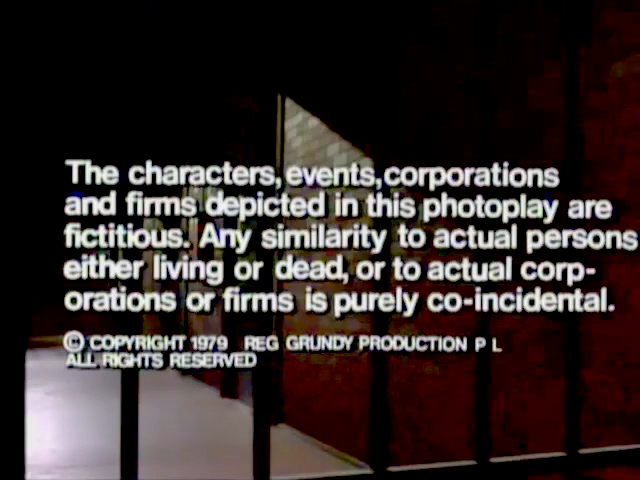 The characters, events, corporations
and firms depicted in this photoplay are
fictitious. Any similarity to actual persons
either living or dead, or to actual corp-
orations or firms is purely co-incidental.
© COPYRIGHT 1979 REG GRUNDY PRODUCTION P L
ALL RIGHTS RESERVED